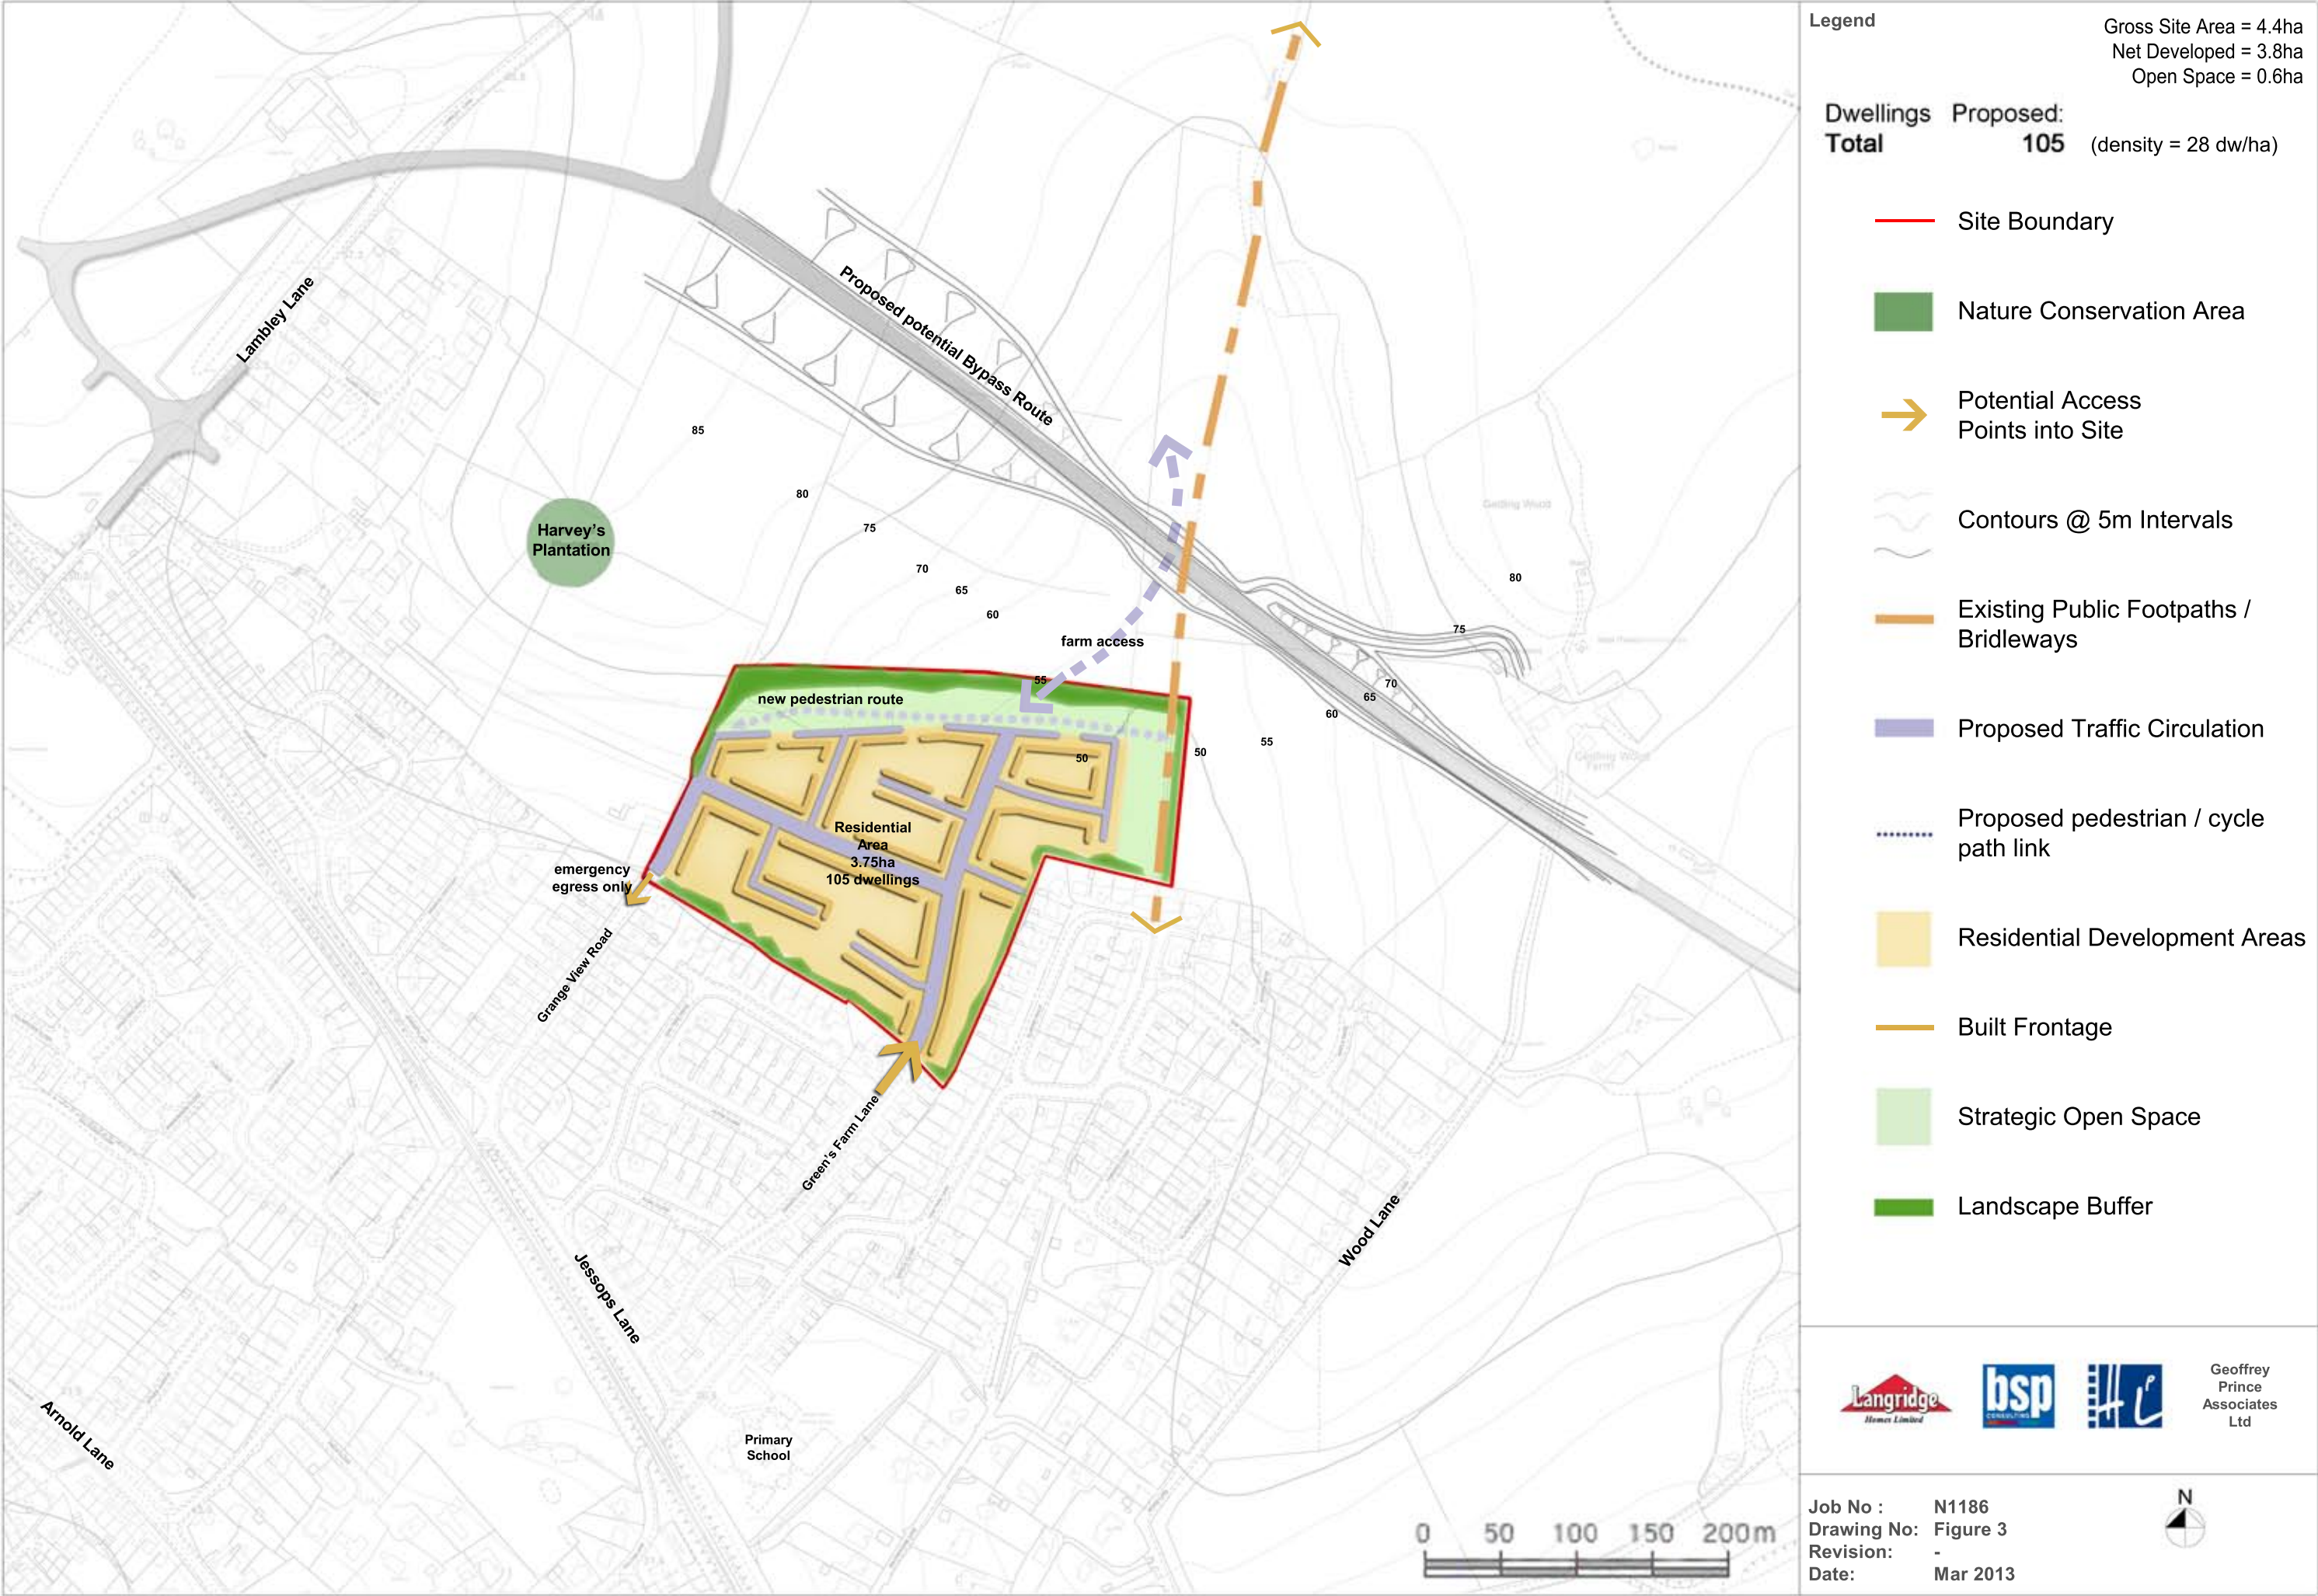 Lambley Lane
Proposed potential Bypass Route
85
80
75
70
65
60
Harvey's
Plantation
farm access
55
new pedestrian route
50
50
55
60
65
70
75
80
Gedling Wood
Residential
Area
3.75ha
105 dwellings
emergency
egress only
Grange View Road
Green's Farm Lane
Jessops Lane
Wood Lane
Arnold Lane
Primary
School
0 50 100 150 200m
Legend
Gross Site Area = 4.4ha
Net Developed = 3.8ha
Open Space = 0.6ha
Dwellings Proposed:
Total 105 (density = 28 dw/ha)
Site Boundary
Nature Conservation Area
Potential Access
Points into Site
Contours @ 5m Intervals
Existing Public Footpaths /
Bridleways
Proposed Traffic Circulation
Proposed pedestrian / cycle
path link
Residential Development Areas
Built Frontage
Strategic Open Space
Landscape Buffer
Langridge
Homes Limited
bsp
CONSULTING
Geoffrey
Prince
Associates
Ltd
Job No : N1186
Drawing No: Figure 3
Revision: -
Date: Mar 2013
N